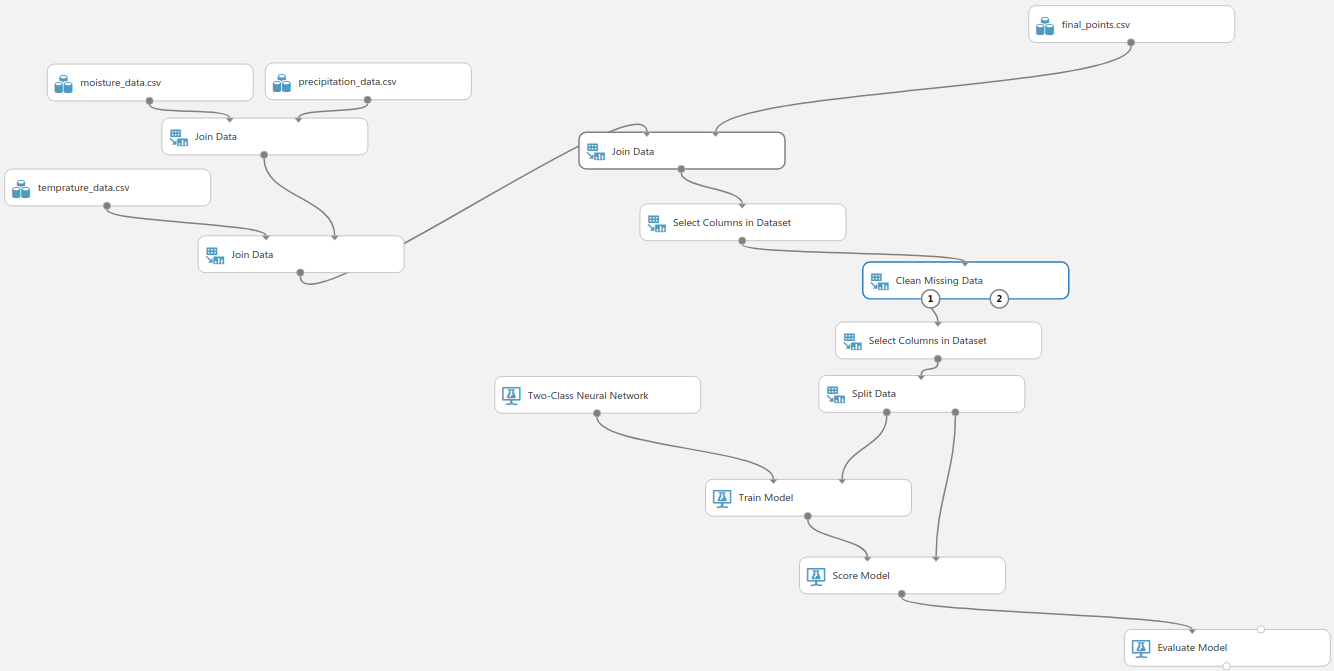 final_points.csv
moisture_data.csv
precipitation_data.csv
Join Data
Join Data
temprature_data.csv
Select Columns in Dataset
Join Data
Clean Missing Data
1
2
Select Columns in Dataset
Two-Class Neural Network
Split Data
Train Model
Score Model
Evaluate Model